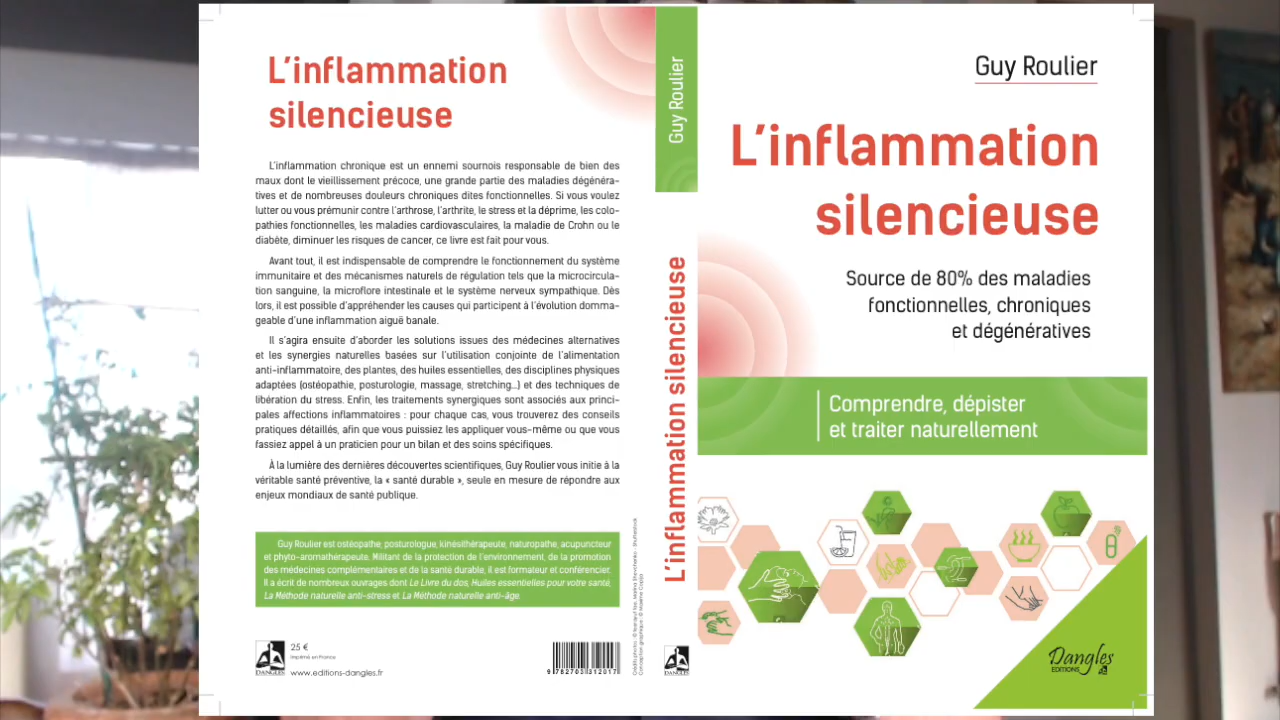 L'inflammation
silencieuse
L'inflammation chronique est un ennemi sournois responsable de bien des
maux dont le vieillissement précoce, une grande partie des maladies dégénéra-
tives et de nombreuses douleurs chroniques dites fonctionnelles. Si vous voulez
lutter ou vous prémunir contre l'arthrose, l'arthrite, le stress et la déprime, les colo-
pathies fonctionnelles, les maladies cardiovasculaires, la maladie de Crohn ou le
diabète, diminuer les risques de cancer, ce livre est fait pour vous.
Avant tout, il est indispensable de comprendre le fonctionnement du système
immunitaire et des mécanismes naturels de régulation tels que la microcircula-
tion sanguine, la microflore intestinale et le système nerveux sympathique. Dès
lors, il est possible d'appréhender les causes qui participent à l'évolution domma-
geable d'une inflammation aiguë banale.
Il s'agira ensuite d'aborder les solutions issues des médecines alternatives
et les synergies naturelles basées sur l'utilisation conjointe de l'alimentation
anti-inflammatoire, des plantes, des huiles essentielles, des disciplines physiques
adaptées (ostéopathie, posturologie, massage, stretching...) et des techniques de
libération du stress. Enfin, les traitements synergiques sont associés aux princi-
pales affections inflammatoires : pour chaque cas, vous trouverez des conseils
pratiques détaillés, afin que vous puissiez les appliquer vous-même ou que vous
fassiez appel à un praticien pour un bilan et des soins spécifiques.
À la lumière des dernières découvertes scientifiques, Guy Roulier vous initie à la
véritable santé préventive, la « santé durable », seule en mesure de répondre aux
enjeux mondiaux de santé publique.
Guy Roulier est ostéopathe, posturologue, kinésithérapeute, naturopathe, acupuncteur
et phyto-aromathérapeute. Militant de la protection de l'environnement, de la promotion
des médecines complémentaires et de la santé durable, il est formateur et conférencier.
Il a écrit de nombreux ouvrages dont Le Livre du dos, Huiles essentielles pour votre santé,
La Méthode naturelle anti-stress et La Méthode naturelle anti-âge.
DANGLES
25 €
Imprimé en France
www.editions-dangles.fr
9 782703 312017
Guy Roulier
L'inflammation silencieuse
DANGLES
Guy Roulier
L'inflammation
silencieuse
Source de 80% des maladies
fonctionnelles, chroniques
et dégénératives
Comprendre, dépister
et traiter naturellement
Dangles
EDITIONS